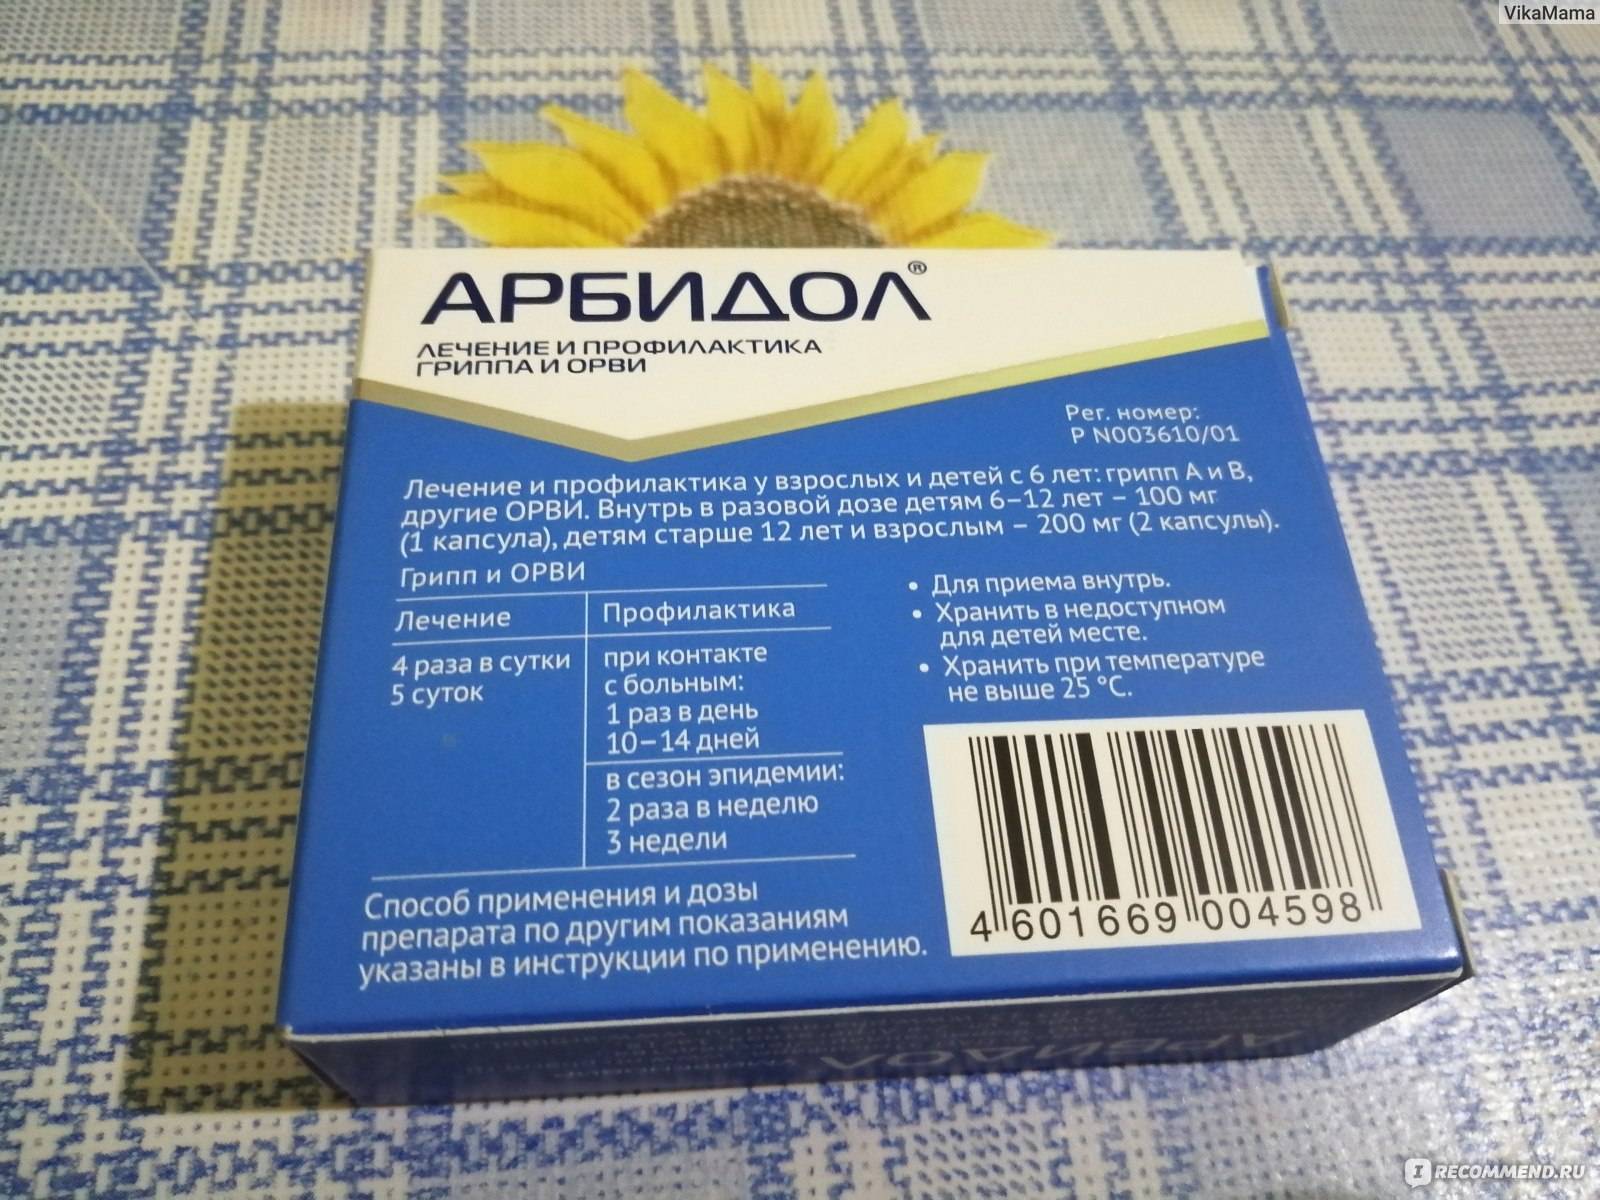 VikaMama
АРБИДОЛ®
ЛЕЧЕНИЕ И ПРОФИЛАКТИКА
ГРИППА И ОРВИ
Рег. номер:
Р N003610/01
Лечение и профилактика у взрослых и детей с 6 лет: грипп А и В,
другие ОРВИ. Внутрь в разовой дозе детям 6–12 лет – 100 мг
(1 капсула), детям старше 12 лет и взрослым – 200 мг (2 капсулы).
Грипп и ОРВИ
Лечение
4 раза в сутки
5 суток
Профилактика
при контакте
с больным:
1 раз в день
10–14 дней
в сезон эпидемии:
2 раза в неделю
3 недели
• Для приема внутрь.
• Хранить в недоступном
для детей месте.
• Хранить при температуре
не выше 25 °С.
Способ применения и дозы
препарата по другим показаниям
указаны в инструкции по применению.
4 601669 004598
АРБИДОЛ
IRECOMMEND.RU